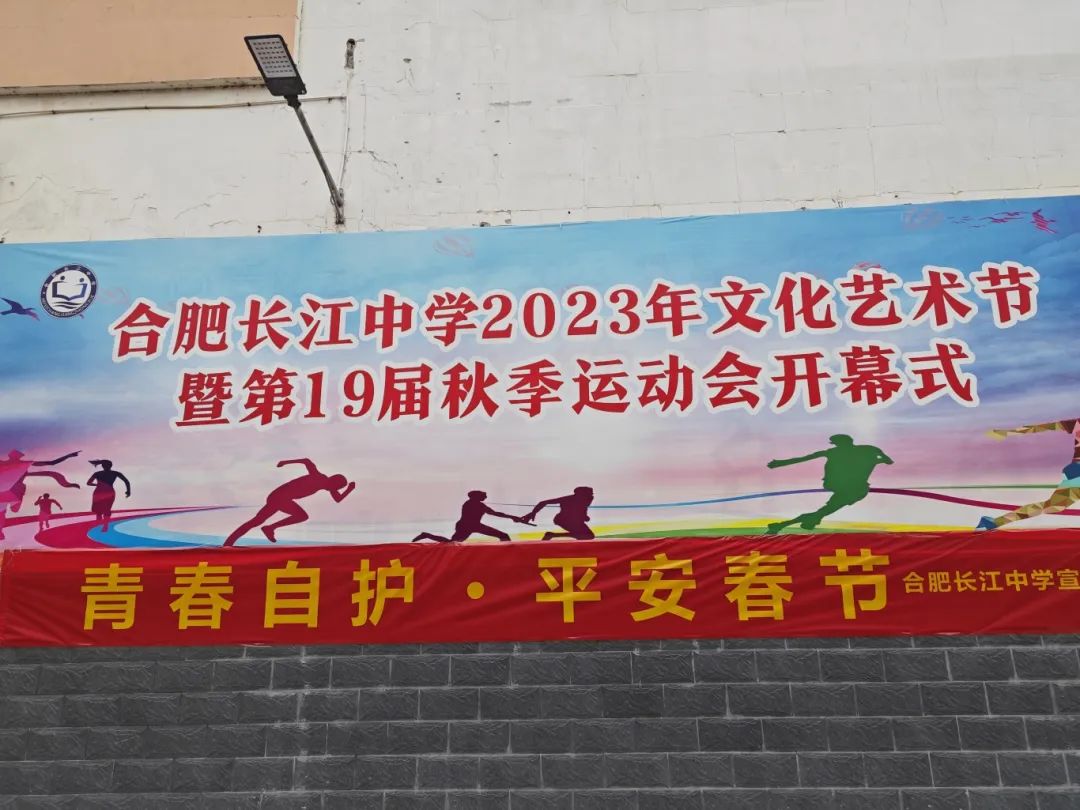 合肥长江中学2023年文化艺术节
暨第19届秋季运动会开幕式
青春自护·平安春节
合肥长江中学宣